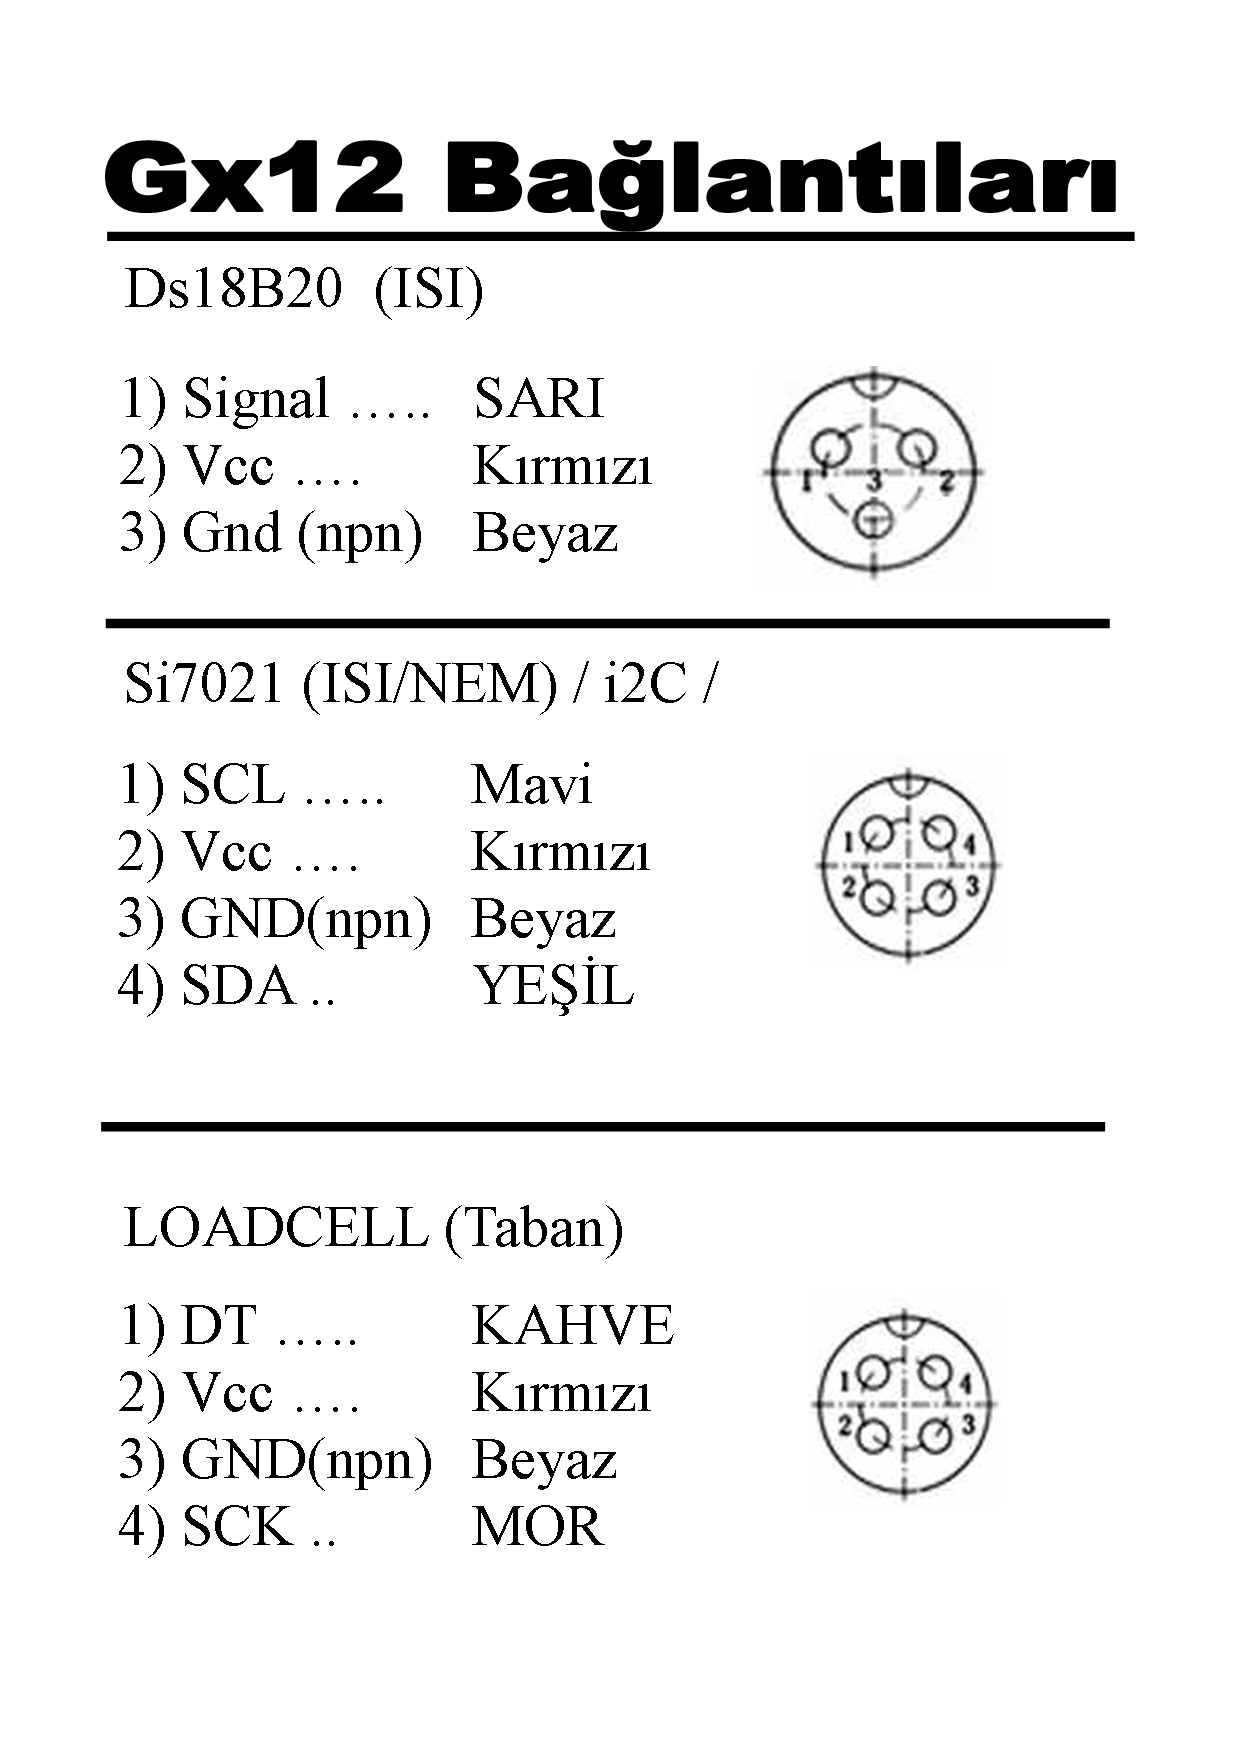 Gx12 Bağlantıları
Ds18B20 (ISI)
1) Signal ….. SARI
2) Vcc …. Kırmızı
3) Gnd (npn) Beyaz
1 3 2
Si7021 (ISI/NEM) / i2C /
1) SCL ….. Mavi
2) Vcc …. Kırmızı
3) GND(npn) Beyaz
4) SDA .. YEŞİL
1 4
2 3
LOADCELL (Taban)
1) DT ….. KAHVE
2) Vcc …. Kırmızı
3) GND(npn) Beyaz
4) SCK .. MOR
1 4
2 3